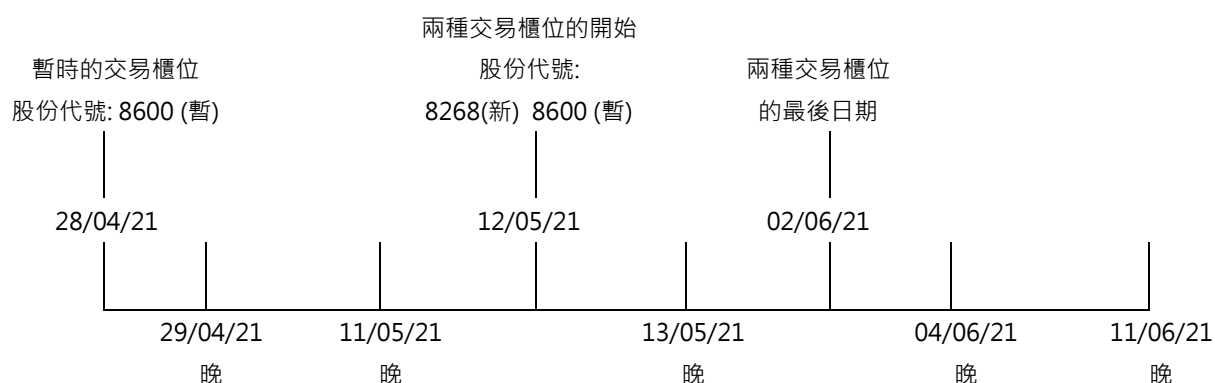 兩種交易櫃位的開始
暫時的交易櫃位 股份代號: 兩種交易櫃位
股份代號: 8600 (暫) 8268(新) 8600 (暫) 的最後日期
28/04/21 12/05/21 02/06/21
29/04/21 11/05/21 13/05/21 04/06/21 11/06/21
晚 晚 晚 晚 晚